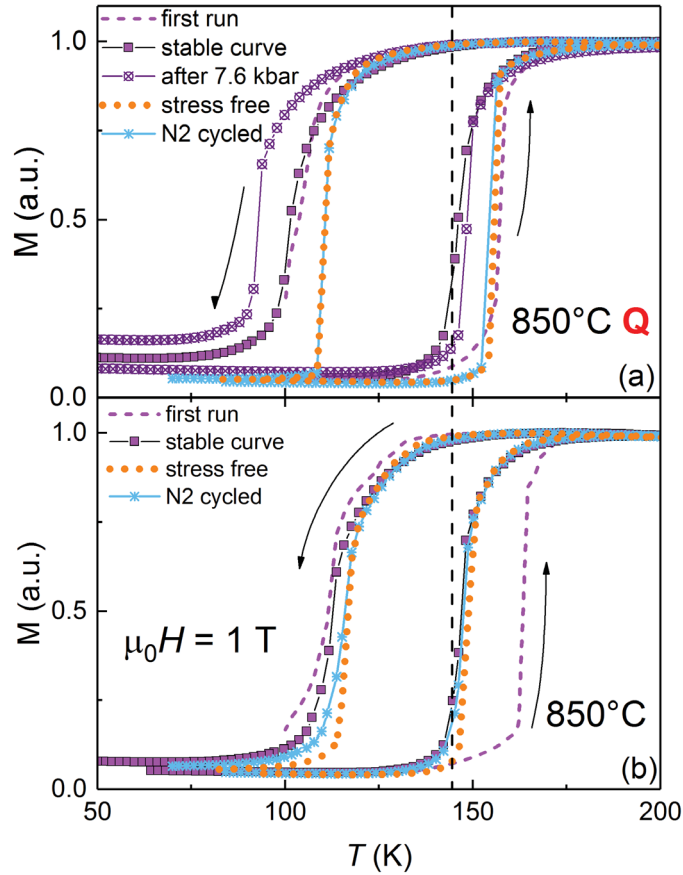 first run
stable curve
after 7.6 kbar
stress free
N2 cycled
1.0
0.5
0.0
M (a.u.)
850°C Q
(a)
first run
stable curve
stress free
N2 cycled
1.0
0.5
0.0
M (a.u.)
μ₀H = 1 T
850°C
(b)
50 100 150 200
T (K)